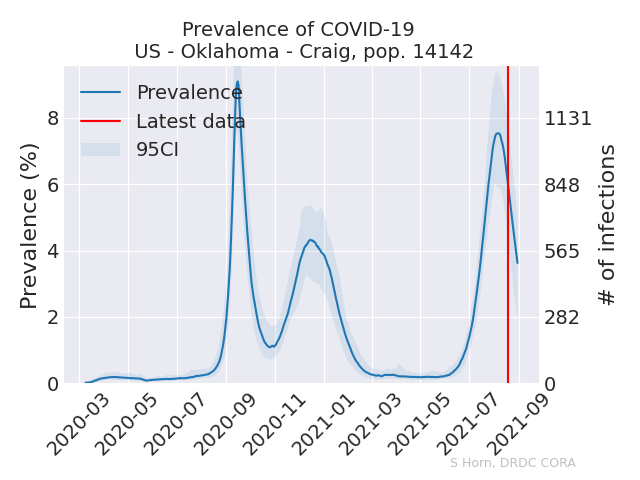 Prevalence of COVID-19
US - Oklahoma - Craig, pop. 14142
Prevalence
Latest data
95CI
Prevalence (%)
8
6
4
2
0
# of infections
1131
848
565
282
0
2020-03
2020-05
2020-07
2020-09
2020-11
2021-01
2021-03
2021-05
2021-07
2021-09
S Horn, DRDC CORA